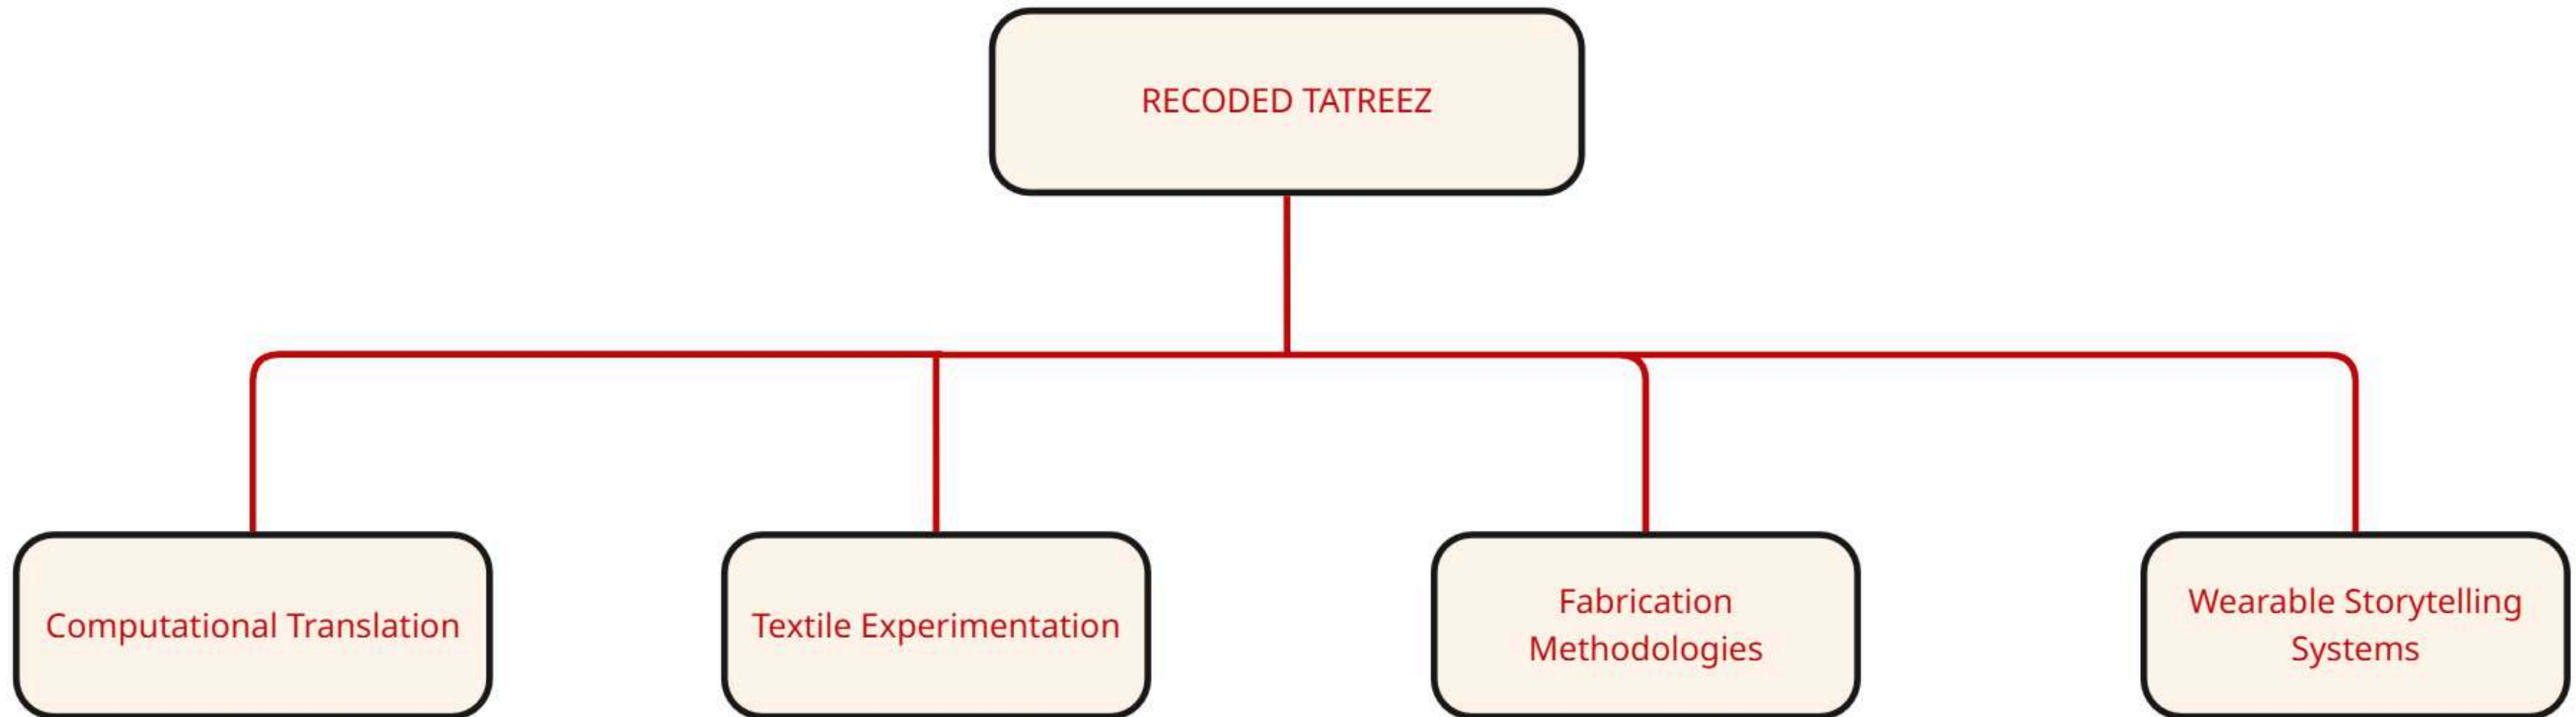 RECODED TATREEZ
Computational Translation
Textile Experimentation
Fabrication
Methodologies
Wearable Storytelling
Systems